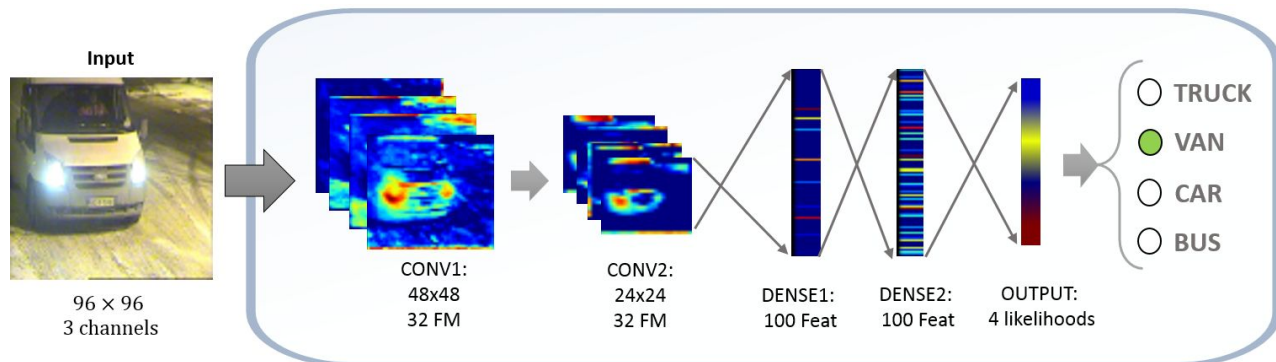 Input
96 × 96
3 channels
CONV1:
48x48
32 FM
CONV2:
24x24
32 FM
DENSE1:
100 Feat
DENSE2:
100 Feat
OUTPUT:
4 likelihoods
TRUCK
VAN
CAR
BUS